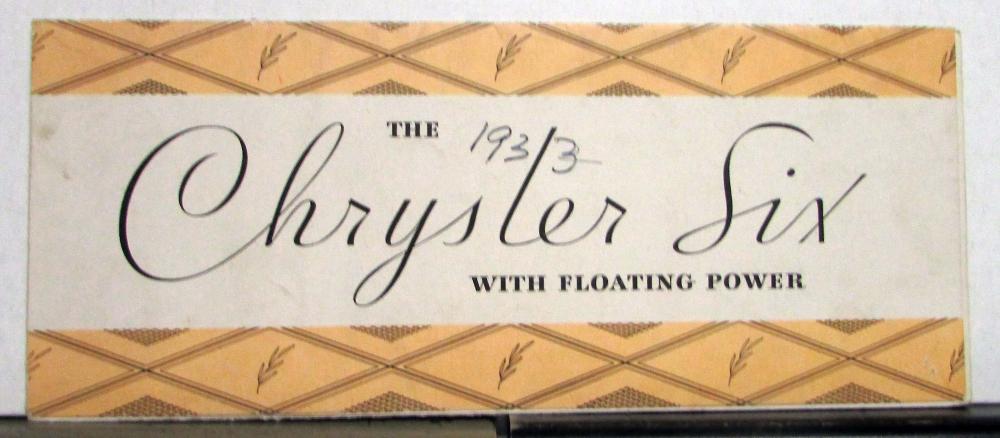 THE 1933
Chrysler Six
WITH FLOATING POWER